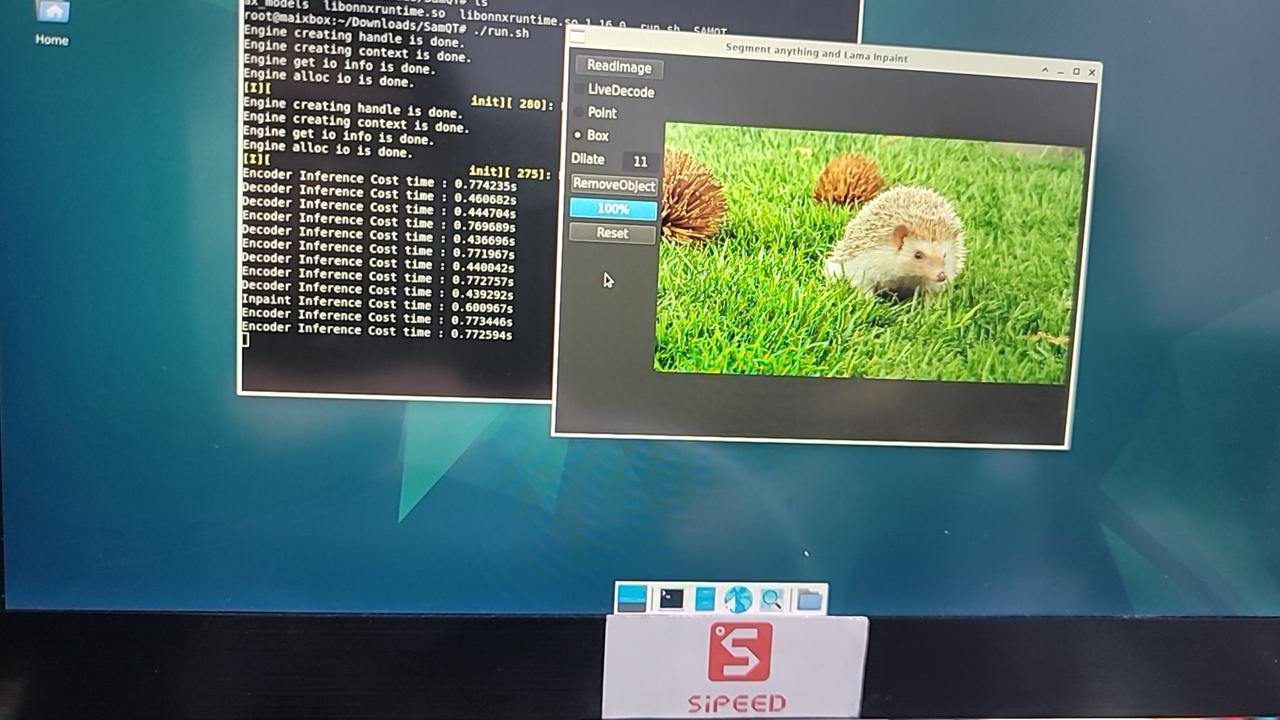 Home
ax_models libonnxruntime.so libonnxruntime.so.1.16.0 run.sh SAMQT
root@maixbox:~/Downloads/SamQT# ./run.sh
Engine creating handle is done.
Engine creating context is done.
Engine get io info is done.
Engine alloc io is done.
[I][ init][ 280]:
Engine creating handle is done.
Engine creating context is done.
Engine get io info is done.
Engine alloc io is done.
[I][ init][ 275]:
Encoder Inference Cost time : 0.774235s
Decoder Inference Cost time : 0.460682s
Decoder Inference Cost time : 0.444704s
Encoder Inference Cost time : 0.769689s
Decoder Inference Cost time : 0.436696s
Encoder Inference Cost time : 0.771967s
Decoder Inference Cost time : 0.440042s
Encoder Inference Cost time : 0.772757s
Decoder Inference Cost time : 0.439292s
Inpaint Inference Cost time : 0.600967s
Encoder Inference Cost time : 0.773446s
Encoder Inference Cost time : 0.772594s
Segment anything and Lama Inpaint
ReadImage
LiveDecode
Point
Box
Dilate 11
RemoveObject
100%
Reset
SiPEED